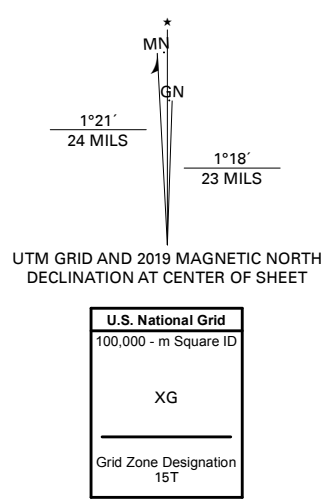 MN
GN
1°21´
24 MILS
1°18´
23 MILS
UTM GRID AND 2019 MAGNETIC NORTH
DECLINATION AT CENTER OF SHEET
U.S. National Grid
100,000 - m Square ID
XG
Grid Zone Designation
15T